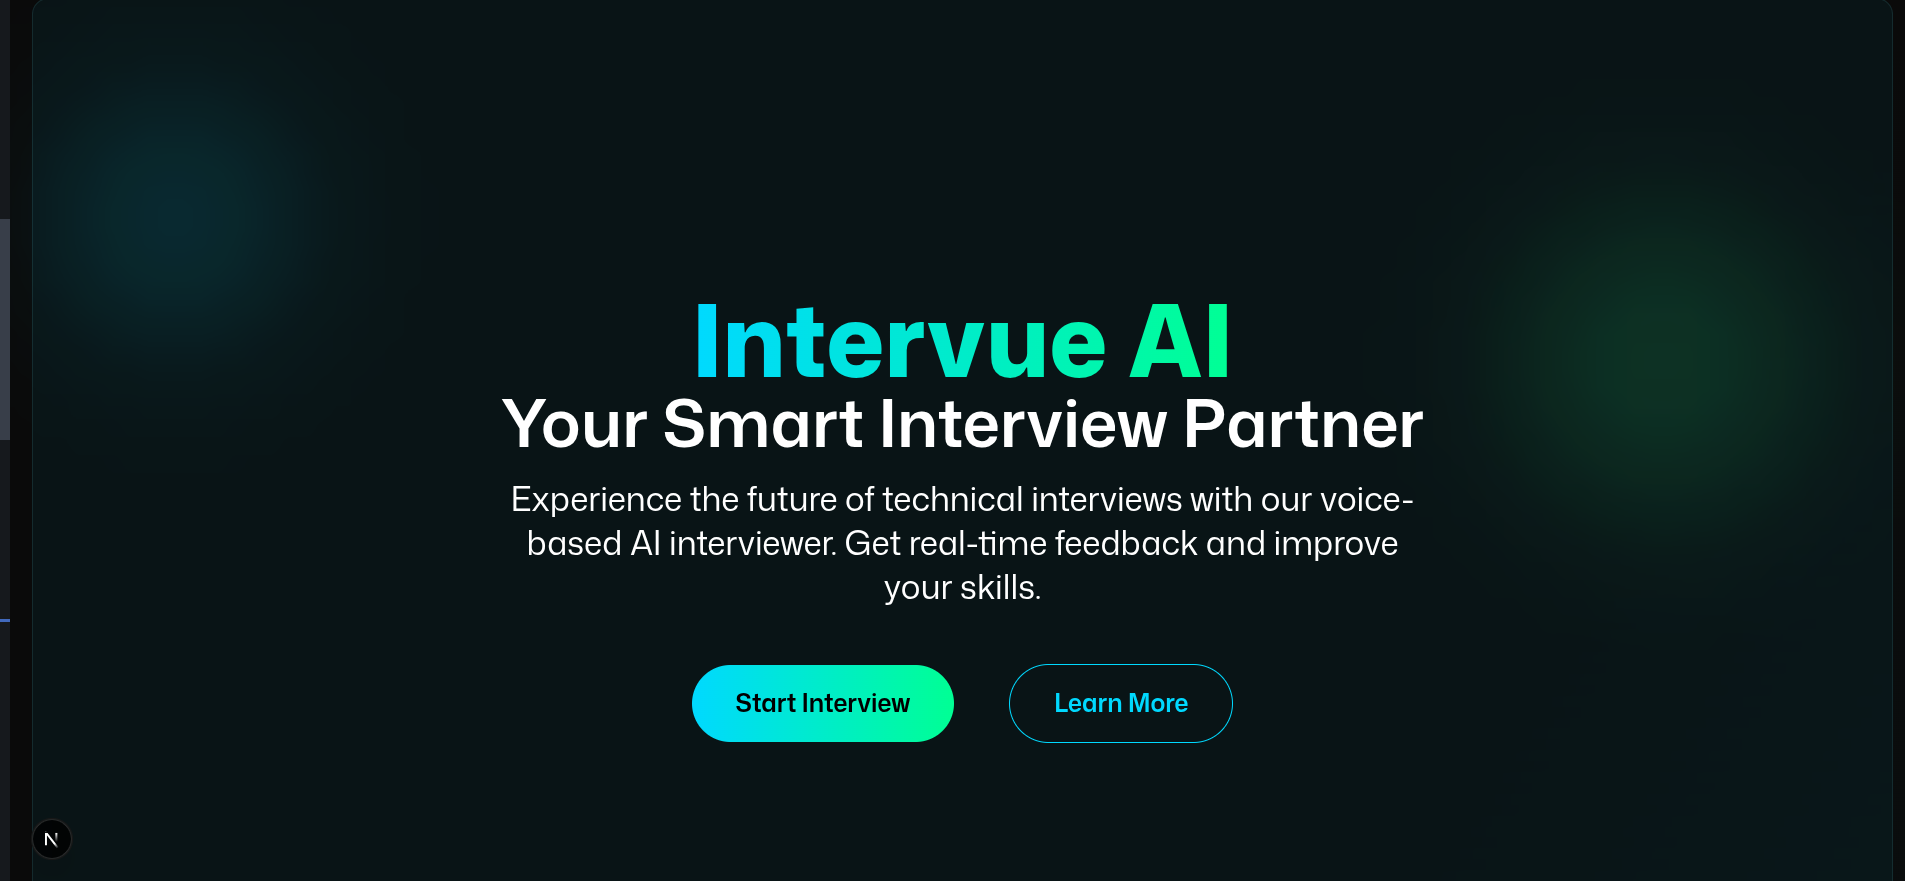 Intervue AI
Your Smart Interview Partner
Experience the future of technical interviews with our voice-
based AI interviewer. Get real-time feedback and improve
your skills.
Start Interview
Learn More
N